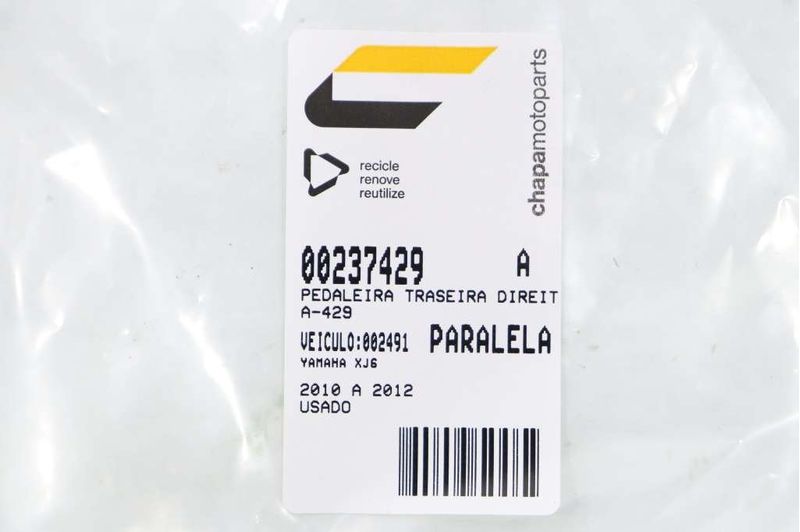 chapamotoparts
recicle
renove
reutilize
00237429 A
PEDALEIRA TRASEIRA DIREIT
A-429
VEICULO:002491 PARALELA
YAMAHA XJ6
2010 A 2012
USADO